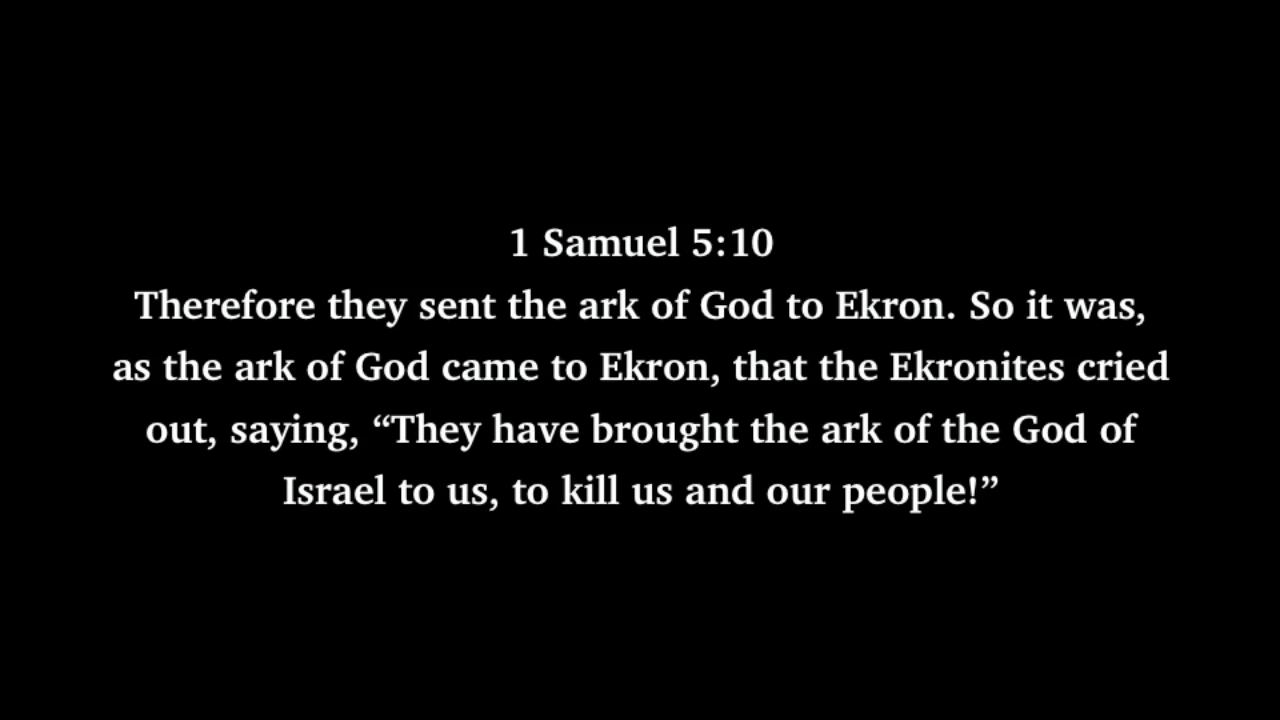 1 Samuel 5:10
Therefore they sent the ark of God to Ekron. So it was,
as the ark of God came to Ekron, that the Ekronites cried
out, saying, “They have brought the ark of the God of
Israel to us, to kill us and our people!”